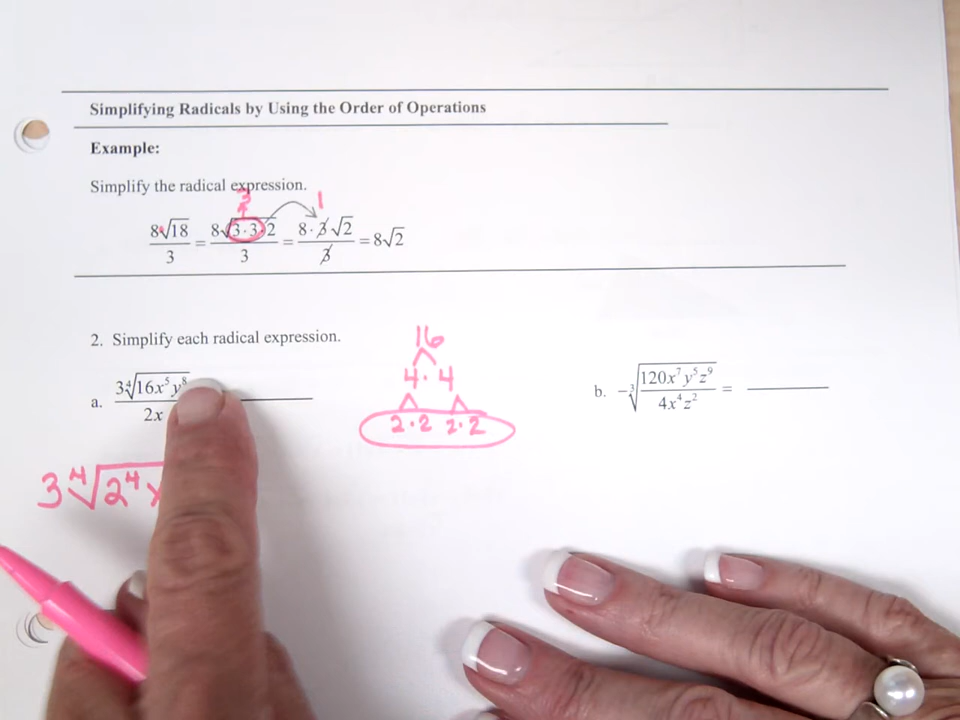 Simplifying Radicals by Using the Order of Operations
Example:
Simplify the radical expression.
3 1
8√18/3 = 8√3·3·2/3 = 8·3√2/3 = 8√2
2. Simplify each radical expression.
16
4 · 4
2 · 2 2 · 2
a. 3∜16x⁵y⁸/2x
b. -∛120x⁷y⁵z⁹/4x⁴z² =
3∜2⁴x